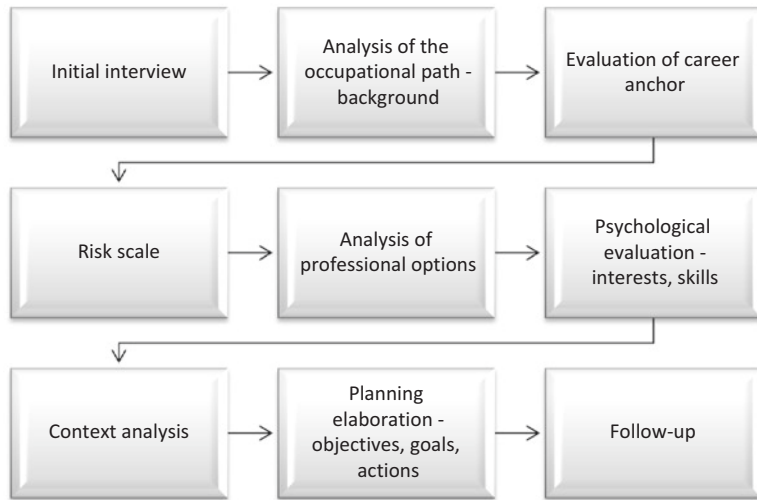 Initial interview
Analysis of the
occupational path -
background
Evaluation of career
anchor
Risk scale
Analysis of
professional options
Psychological
evaluation -
interests, skills
Context analysis
Planning
elaboration -
objectives, goals,
actions
Follow-up